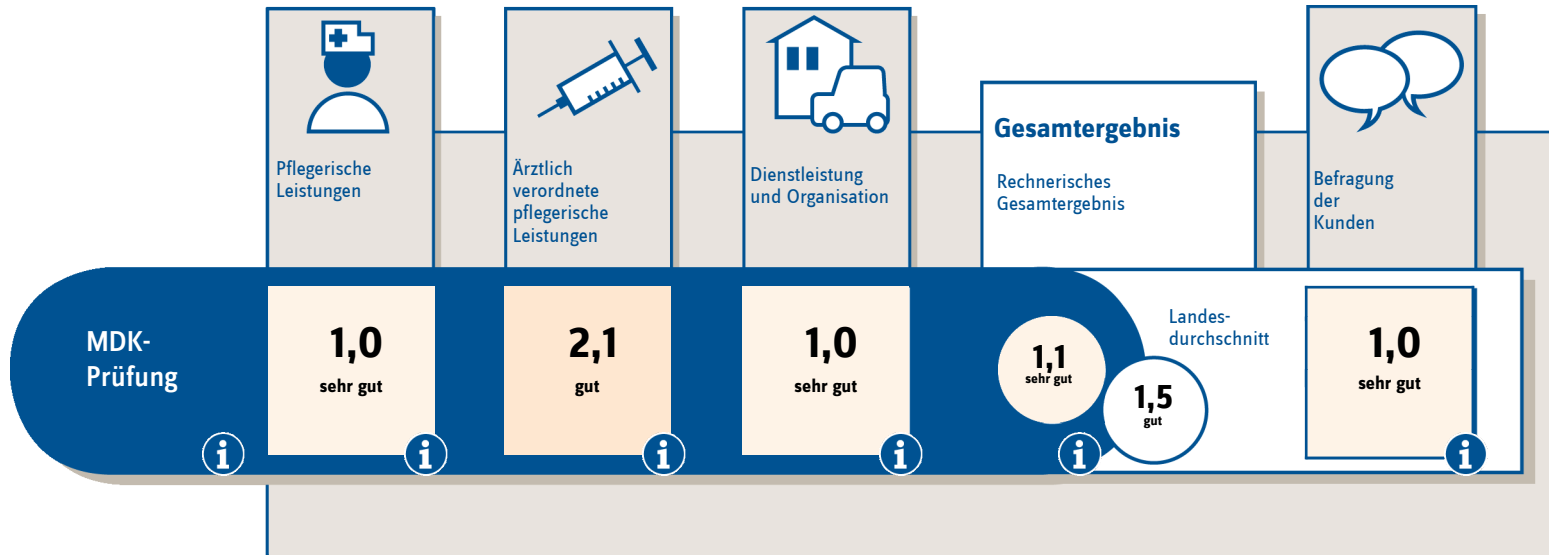 Pflegerische
Leistungen
Ärztlich
verordnete
pflegerische
Leistungen
Dienstleistung
und Organisation
Gesamtergebnis
Rechnerisches
Gesamtergebnis
Befragung
der
Kunden
MDK-
Prüfung
1,0
sehr gut
2,1
gut
1,0
sehr gut
1,1
sehr gut
Landes-
durchschnitt
1,5
gut
1,0
sehr gut
i
i
i
i
i
i